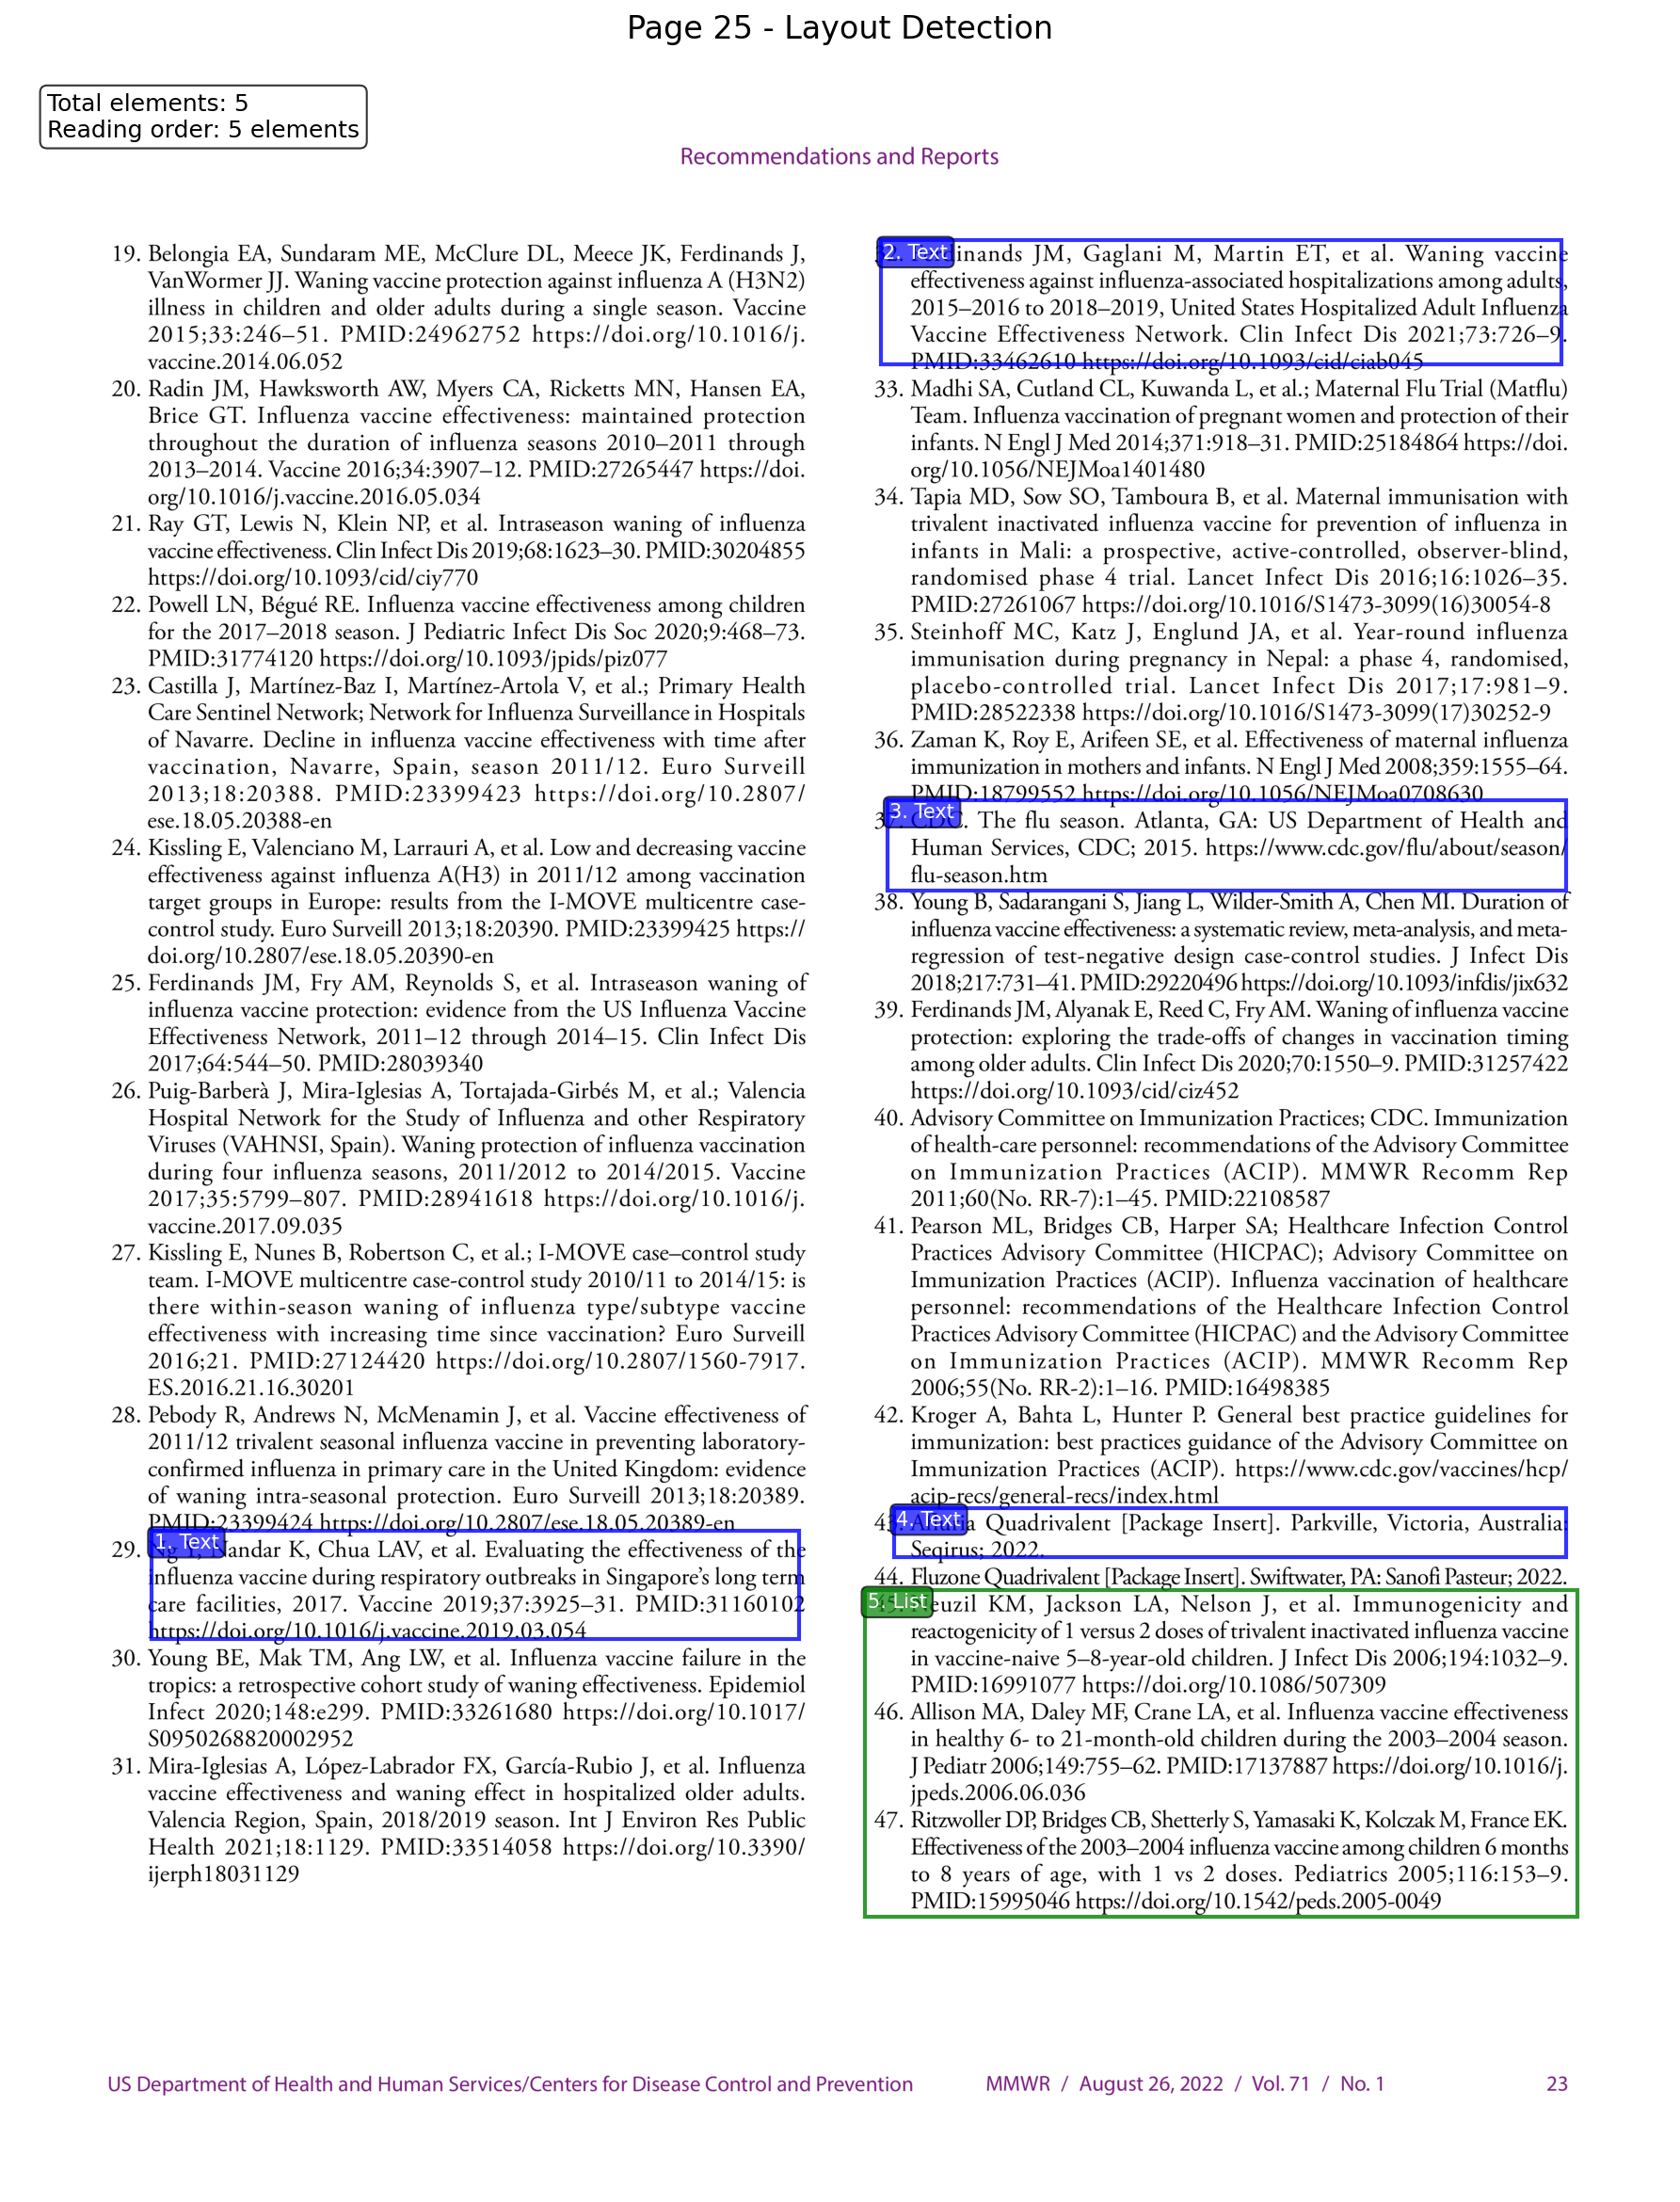 Page 25 - Layout Detection
Total elements: 5
Reading order: 5 elements
Recommendations and Reports
19. Belongia EA, Sundaram ME, McClure DL, Meece JK, Ferdinands J,
VanWormer JJ. Waning vaccine protection against influenza A (H3N2)
illness in children and older adults during a single season. Vaccine
2015;33:246–51. PMID:24962752 https://doi.org/10.1016/j.
vaccine.2014.06.052
20. Radin JM, Hawksworth AW, Myers CA, Ricketts MN, Hansen EA,
Brice GT. Influenza vaccine effectiveness: maintained protection
throughout the duration of influenza seasons 2010–2011 through
2013–2014. Vaccine 2016;34:3907–12. PMID:27265447 https://doi.
org/10.1016/j.vaccine.2016.05.034
21. Ray GT, Lewis N, Klein NP, et al. Intraseason waning of influenza
vaccine effectiveness. Clin Infect Dis 2019;68:1623–30. PMID:30204855
https://doi.org/10.1093/cid/ciy770
22. Powell LN, Bégué RE. Influenza vaccine effectiveness among children
for the 2017–2018 season. J Pediatric Infect Dis Soc 2020;9:468–73.
PMID:31774120 https://doi.org/10.1093/jpids/piz077
23. Castilla J, Martínez-Baz I, Martínez-Artola V, et al.; Primary Health
Care Sentinel Network; Network for Influenza Surveillance in Hospitals
of Navarre. Decline in influenza vaccine effectiveness with time after
vaccination, Navarre, Spain, season 2011/12. Euro Surveill
2013;18:20388. PMID:23399423 https://doi.org/10.2807/
ese.18.05.20388-en
24. Kissling E, Valenciano M, Larrauri A, et al. Low and decreasing vaccine
effectiveness against influenza A(H3) in 2011/12 among vaccination
target groups in Europe: results from the I-MOVE multicentre case-
control study. Euro Surveill 2013;18:20390. PMID:23399425 https://
doi.org/10.2807/ese.18.05.20390-en
25. Ferdinands JM, Fry AM, Reynolds S, et al. Intraseason waning of
influenza vaccine protection: evidence from the US Influenza Vaccine
Effectiveness Network, 2011–12 through 2014–15. Clin Infect Dis
2017;64:544–50. PMID:28039340
26. Puig-Barberà J, Mira-Iglesias A, Tortajada-Girbés M, et al.; Valencia
Hospital Network for the Study of Influenza and other Respiratory
Viruses (VAHNSI, Spain). Waning protection of influenza vaccination
during four influenza seasons, 2011/2012 to 2014/2015. Vaccine
2017;35:5799–807. PMID:28941618 https://doi.org/10.1016/j.
vaccine.2017.09.035
27. Kissling E, Nunes B, Robertson C, et al.; I-MOVE case–control study
team. I-MOVE multicentre case-control study 2010/11 to 2014/15: is
there within-season waning of influenza type/subtype vaccine
effectiveness with increasing time since vaccination? Euro Surveill
2016;21. PMID:27124420 https://doi.org/10.2807/1560-7917.
ES.2016.21.16.30201
28. Pebody R, Andrews N, McMenamin J, et al. Vaccine effectiveness of
2011/12 trivalent seasonal influenza vaccine in preventing laboratory-
confirmed influenza in primary care in the United Kingdom: evidence
of waning intra-seasonal protection. Euro Surveill 2013;18:20389.
PMID:23399424 https://doi.org/10.2807/ese.18.05.20389-en
1. Text
29. Nandar K, Chua LAV, et al. Evaluating the effectiveness of the
influenza vaccine during respiratory outbreaks in Singapore's long term
care facilities, 2017. Vaccine 2019;37:3925–31. PMID:31160102
https://doi.org/10.1016/j.vaccine.2019.03.054
30. Young BE, Mak TM, Ang LW, et al. Influenza vaccine failure in the
tropics: a retrospective cohort study of waning effectiveness. Epidemiol
Infect 2020;148:e299. PMID:33261680 https://doi.org/10.1017/
S0950268820002952
31. Mira-Iglesias A, López-Labrador FX, García-Rubio J, et al. Influenza
vaccine effectiveness and waning effect in hospitalized older adults.
Valencia Region, Spain, 2018/2019 season. Int J Environ Res Public
Health 2021;18:1129. PMID:33514058 https://doi.org/10.3390/
ijerph18031129
2. Text
JM, Gaglani M, Martin ET, et al. Waning vaccine
effectiveness against influenza-associated hospitalizations among adults,
2015–2016 to 2018–2019, United States Hospitalized Adult Influenza
Vaccine Effectiveness Network. Clin Infect Dis 2021;73:726–9.
PMID:33462610 https://doi.org/10.1093/cid/ciab045
33. Madhi SA, Cutland CL, Kuwanda L, et al.; Maternal Flu Trial (Matflu)
Team. Influenza vaccination of pregnant women and protection of their
infants. N Engl J Med 2014;371:918–31. PMID:25184864 https://doi.
org/10.1056/NEJMoa1401480
34. Tapia MD, Sow SO, Tamboura B, et al. Maternal immunisation with
trivalent inactivated influenza vaccine for prevention of influenza in
infants in Mali: a prospective, active-controlled, observer-blind,
randomised phase 4 trial. Lancet Infect Dis 2016;16:1026–35.
PMID:27261067 https://doi.org/10.1016/S1473-3099(16)30054-8
35. Steinhoff MC, Katz J, Englund JA, et al. Year-round influenza
immunisation during pregnancy in Nepal: a phase 4, randomised,
placebo-controlled trial. Lancet Infect Dis 2017;17:981–9.
PMID:28522338 https://doi.org/10.1016/S1473-3099(17)30252-9
36. Zaman K, Roy E, Arifeen SE, et al. Effectiveness of maternal influenza
immunization in mothers and infants. N Engl J Med 2008;359:1555–64.
PMID:18799552 https://doi.org/10.1056/NEJMoa0708630
3. Text
37. CDC. The flu season. Atlanta, GA: US Department of Health and
Human Services, CDC; 2015. https://www.cdc.gov/flu/about/season/
flu-season.htm
38. Young B, Sadarangani S, Jiang L, Wilder-Smith A, Chen MI. Duration of
influenza vaccine effectiveness: a systematic review, meta-analysis, and meta-
regression of test-negative design case-control studies. J Infect Dis
2018;217:731–41. PMID:29220496 https://doi.org/10.1093/infdis/jix632
39. Ferdinands JM, Alyanak E, Reed C, Fry AM. Waning of influenza vaccine
protection: exploring the trade-offs of changes in vaccination timing
among older adults. Clin Infect Dis 2020;70:1550–9. PMID:31257422
https://doi.org/10.1093/cid/ciz452
40. Advisory Committee on Immunization Practices; CDC. Immunization
of health-care personnel: recommendations of the Advisory Committee
on Immunization Practices (ACIP). MMWR Recomm Rep
2011;60(No. RR-7):1–45. PMID:22108587
41. Pearson ML, Bridges CB, Harper SA; Healthcare Infection Control
Practices Advisory Committee (HICPAC); Advisory Committee on
Immunization Practices (ACIP). Influenza vaccination of healthcare
personnel: recommendations of the Healthcare Infection Control
Practices Advisory Committee (HICPAC) and the Advisory Committee
on Immunization Practices (ACIP). MMWR Recomm Rep
2006;55(No. RR-2):1–16. PMID:16498385
42. Kroger A, Bahta L, Hunter P. General best practice guidelines for
immunization: best practices guidance of the Advisory Committee on
Immunization Practices (ACIP). https://www.cdc.gov/vaccines/hcp/
acip-recs/general-recs/index.html
4. Text
43. Quadrivalent [Package Insert]. Parkville, Victoria, Australia:
Seqirus; 2022.
44. Fluzone Quadrivalent [Package Insert]. Swiftwater, PA: Sanofi Pasteur; 2022.
5. List
KM, Jackson LA, Nelson J, et al. Immunogenicity and
reactogenicity of 1 versus 2 doses of trivalent inactivated influenza vaccine
in vaccine-naive 5–8-year-old children. J Infect Dis 2006;194:1032–9.
PMID:16991077 https://doi.org/10.1086/507309
46. Allison MA, Daley MF, Crane LA, et al. Influenza vaccine effectiveness
in healthy 6- to 21-month-old children during the 2003–2004 season.
J Pediatr 2006;149:755–62. PMID:17137887 https://doi.org/10.1016/j.
jpeds.2006.06.036
47. Ritzwoller DP, Bridges CB, Shetterly S, Yamasaki K, Kolczak M, France EK.
Effectiveness of the 2003–2004 influenza vaccine among children 6 months
to 8 years of age, with 1 vs 2 doses. Pediatrics 2005;116:153–9.
PMID:15995046 https://doi.org/10.1542/peds.2005-0049
US Department of Health and Human Services/Centers for Disease Control and Prevention MMWR / August 26, 2022 / Vol. 71 / No. 1 23